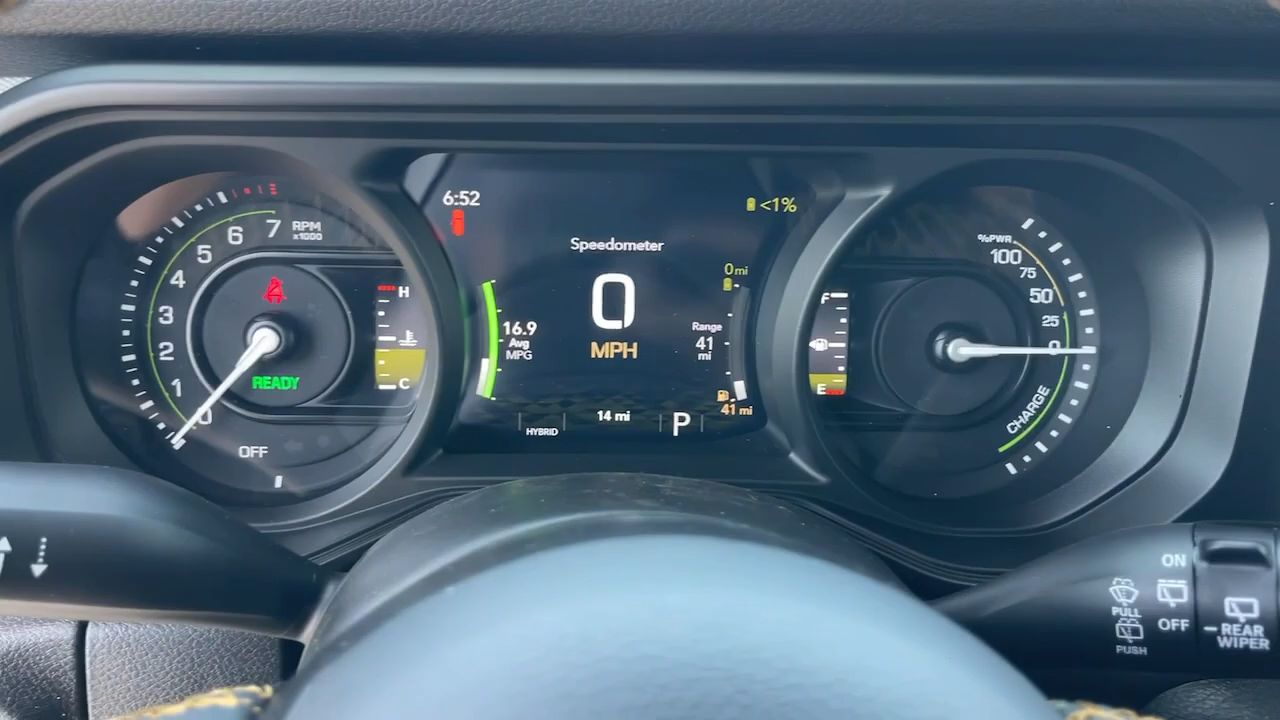 6:52
<1%
Speedometer
0
MPH
16.9
Avg
MPG
0 mi
Range
41
mi
41 mi
HYBRID
14 mi
P
7
6
5
4
3
2
1
0
RPM
x1000
READY
OFF
H
C
F
E
%PWR
100
75
50
25
0
CHARGE
ON
OFF
PULL
PUSH
REAR
WIPER